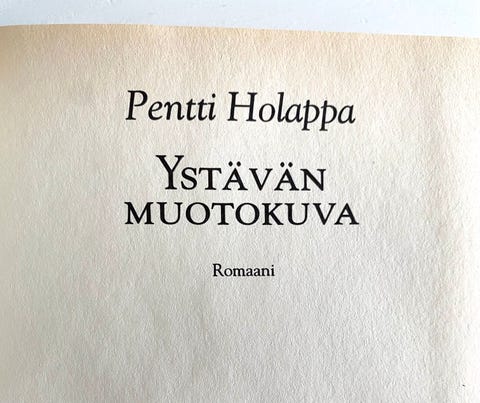 Pentti Holappa
YSTÄVÄN
MUOTOKUVA
Romaani